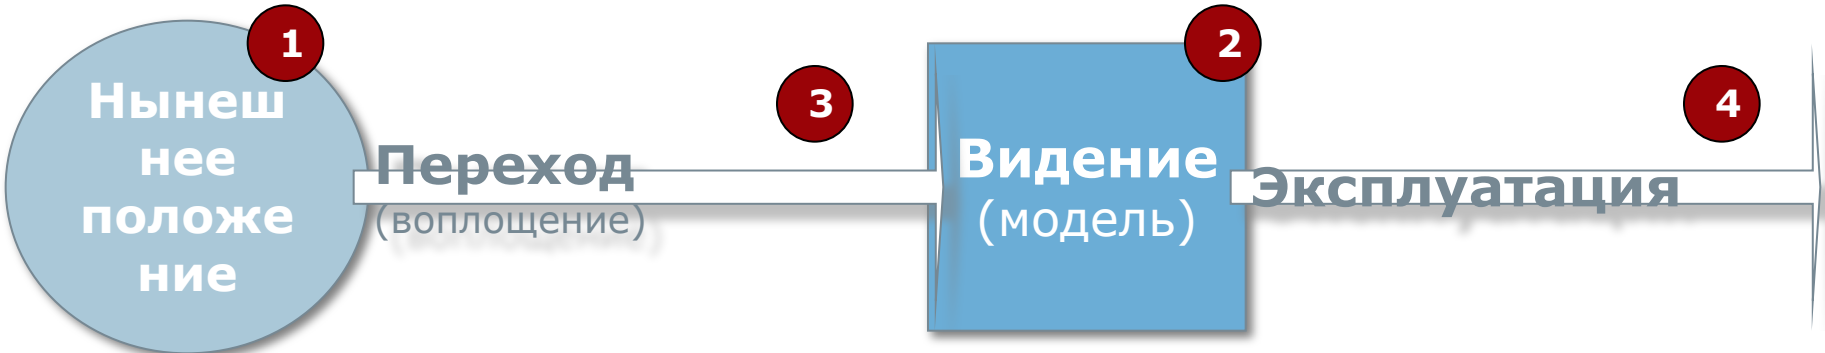 1
Нынеш
нее
положе
ние
Переход
(воплощение)
3
2
Видение
(модель)
Эксплуатация
4